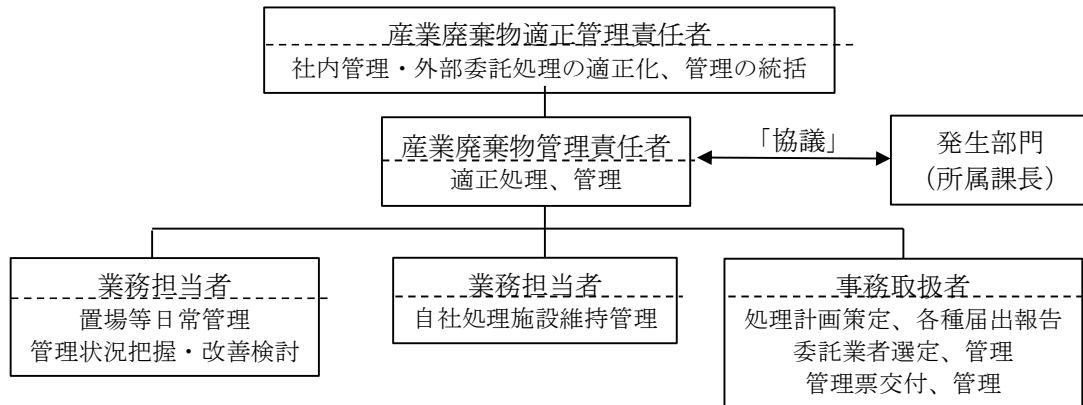 産業廃棄物適正管理責任者
社内管理・外部委託処理の適正化、管理の統括
産業廃棄物管理責任者
適正処理、管理
「協議」
発生部門
（所属課長）
業務担当者
置場等日常管理
管理状況把握・改善検討
業務担当者
自社処理施設維持管理
事務取扱者
処理計画策定、各種届出報告
委託業者選定、管理
管理票交付、管理